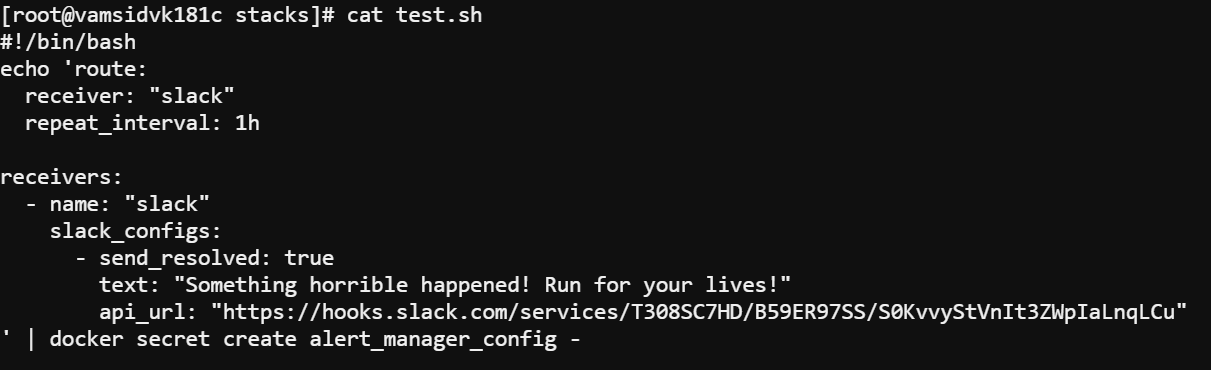 [root@vamsidvk181c stacks]# cat test.sh
#!/bin/bash
echo 'route:
  receiver: "slack"
  repeat_interval: 1h

receivers:
  - name: "slack"
    slack_configs:
      - send_resolved: true
        text: "Something horrible happened! Run for your lives!"
        api_url: "https://hooks.slack.com/services/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"
' | docker secret create alert_manager_config -